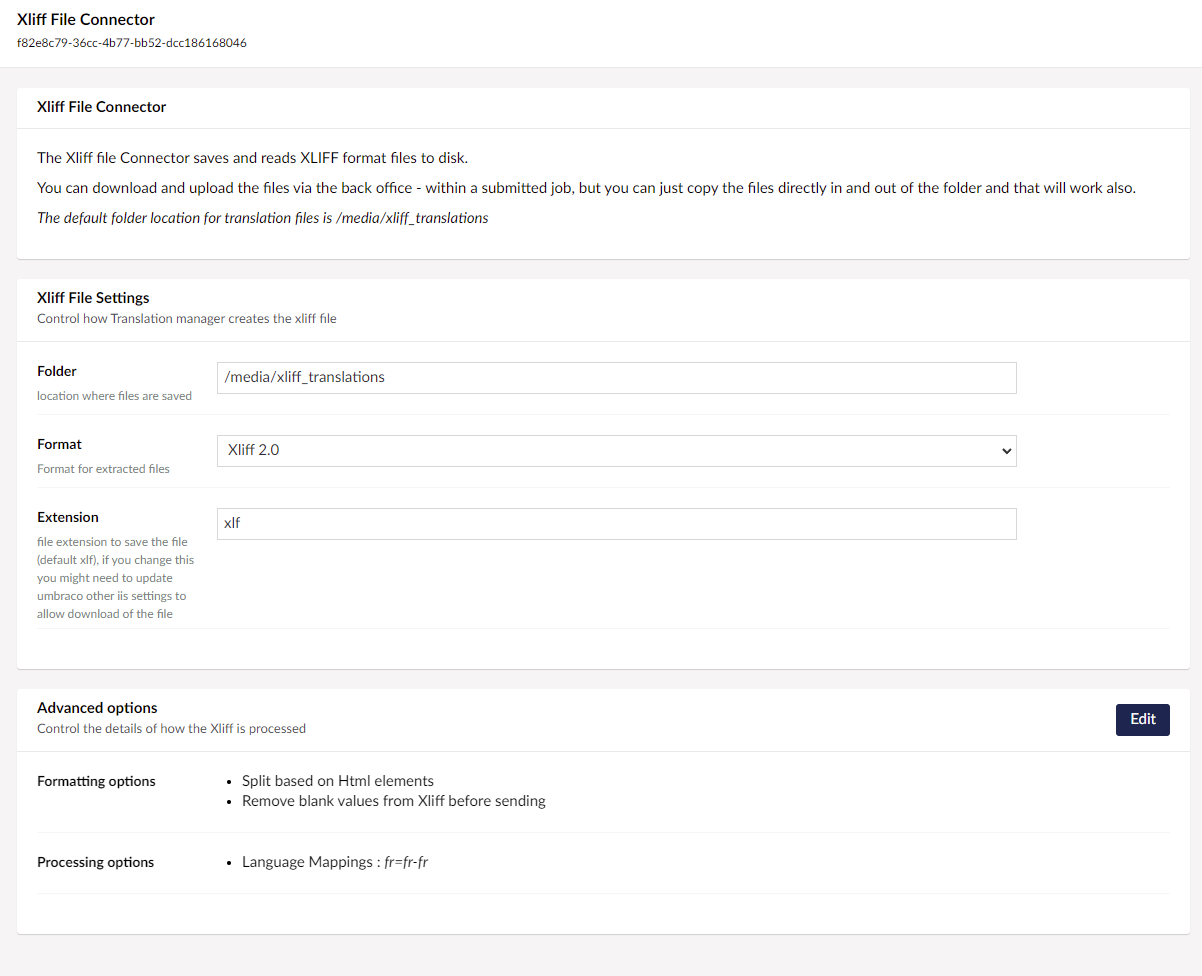 Xliff File Connector
f82e8c79-36cc-4b77-bb52-dcc186168046
Xliff File Connector
The Xliff file Connector saves and reads XLIFF format files to disk.
You can download and upload the files via the back office - within a submitted job, but you can just copy the files directly in and out of the folder and that will work also.
The default folder location for translation files is /media/xliff_translations
Xliff File Settings
Control how Translation manager creates the xliff file
Folder
location where files are saved
/media/xliff_translations
Format
Format for extracted files
Xliff 2.0
Extension
file extension to save the file
(default xlf), if you change this
you might need to update
umbraco other iis settings to
allow download of the file
xlf
Advanced options
Control the details of how the Xliff is processed
Edit
Formatting options
• Split based on Html elements
• Remove blank values from Xliff before sending
Processing options
• Language Mappings : fr=fr-fr